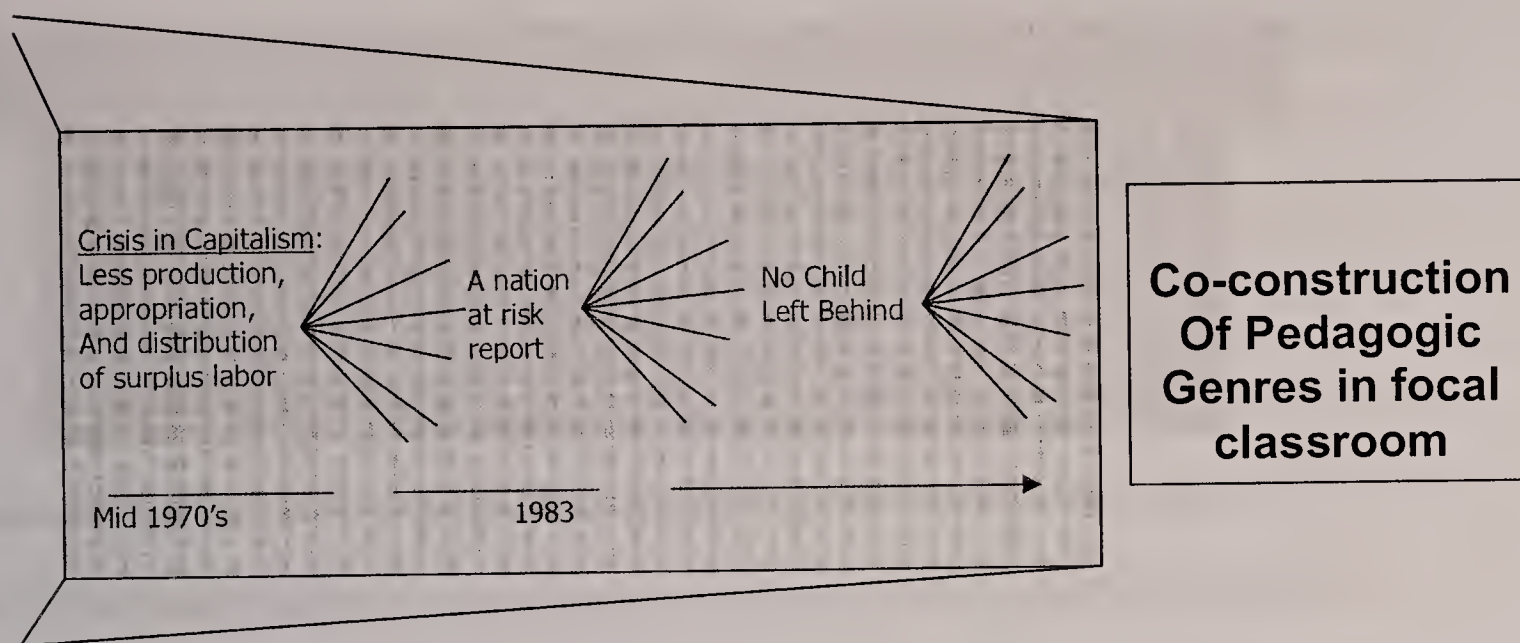 Crisis in Capitalism:
Less production,
appropriation,
And distribution
of surplus labor
A nation
at risk
report
No Child
Left Behind
Mid 1970's
1983
Co-construction
Of Pedagogic
Genres in focal
classroom